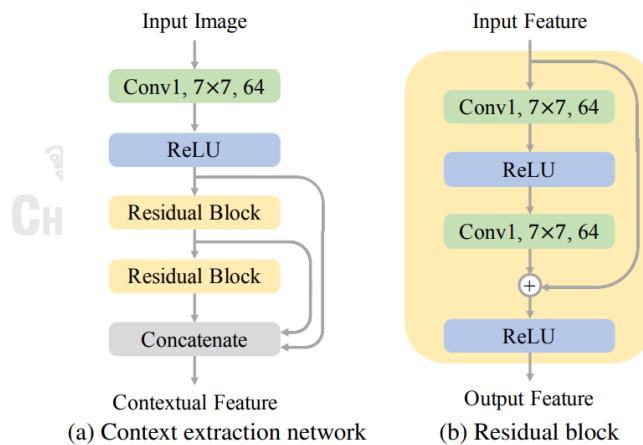 Input Image
Conv1, 7×7, 64
ReLU
Residual Block
Residual Block
Concatenate
Contextual Feature
(a) Context extraction network
Input Feature
Conv1, 7×7, 64
ReLU
Conv1, 7×7, 64
+
ReLU
Output Feature
(b) Residual block